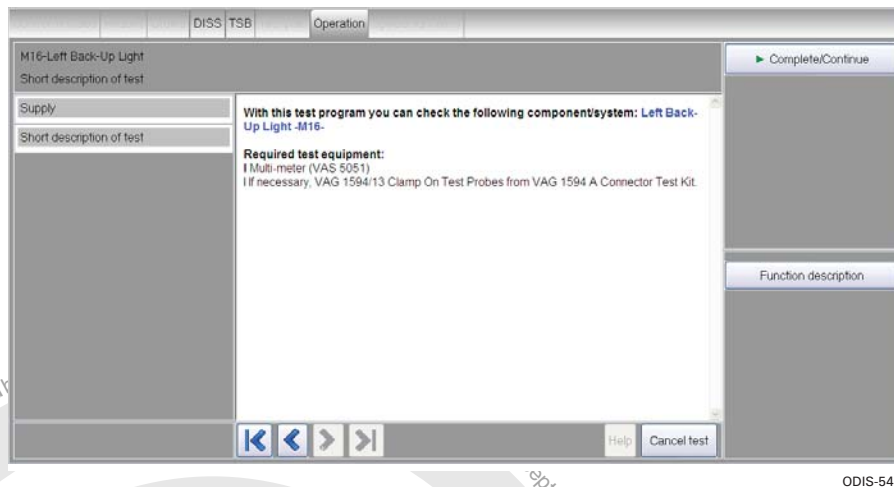 DISS TSB Operation
M16-Left Back-Up Light
Short description of test
Supply
Short description of test
With this test program you can check the following component/system: Left Back-
Up Light -M16-
Required test equipment:
l Multi-meter (VAS 5051)
l If necessary, VAG 1594/13 Clamp On Test Probes from VAG 1594 A Connector Test Kit.
Complete/Continue
Function description
Help Cancel test
ODIS-54